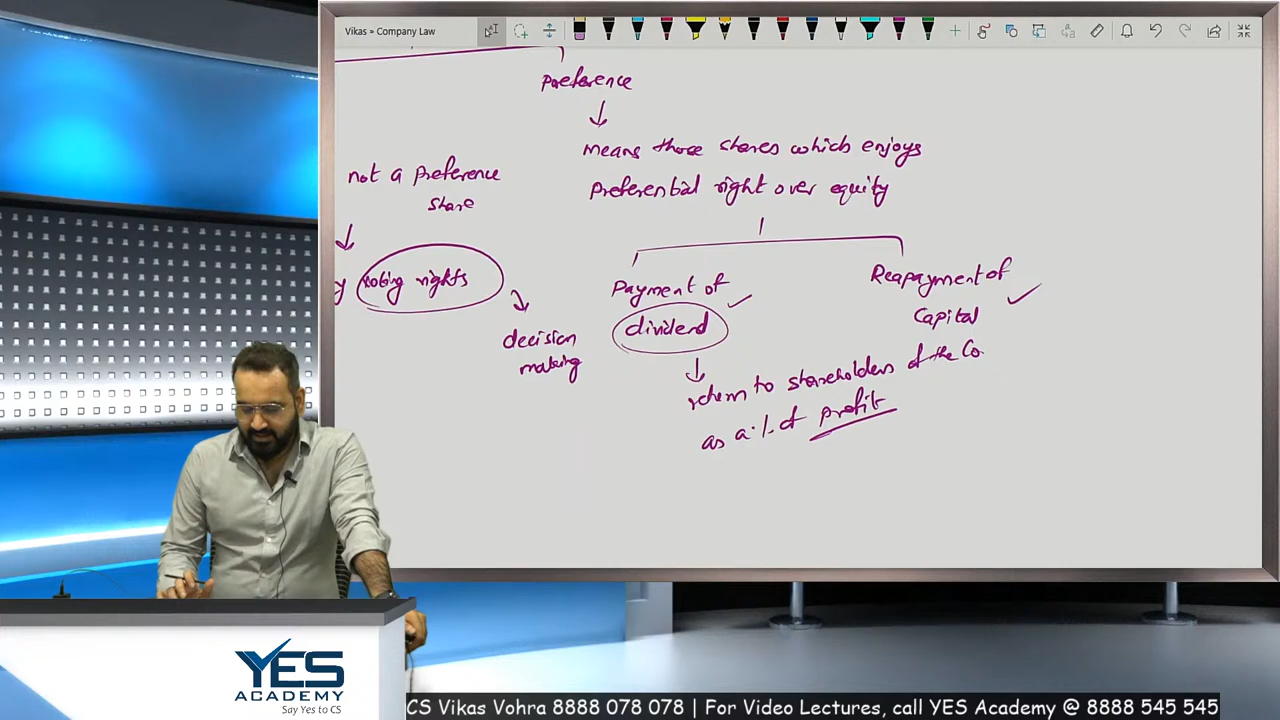 Vikas » Company Law
Preference
means those shares which enjoys
Preferential right over equity
not a preference
share
y voting rights
decision
making
Payment of
dividend
Reapayment of
Capital
return to shareholders of the Co.
as a % of profit
YES
ACADEMY
Say Yes to CS
CS Vikas Vohra 8888 078 078 | For Video Lectures, call YES Academy @ 8888 545 545